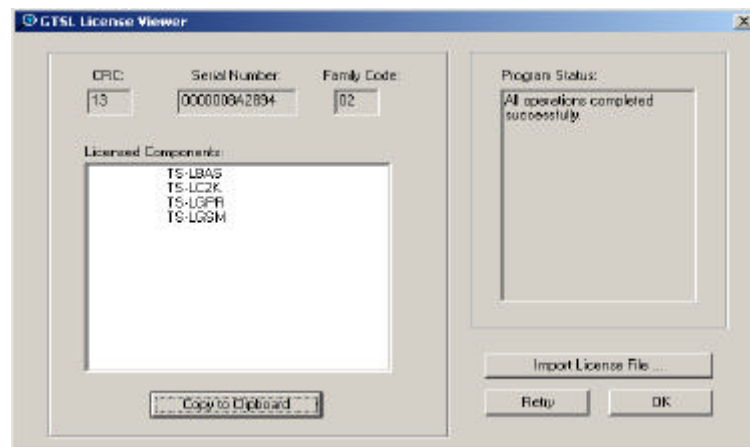 GTSL License Viewer
CRC: Serial Number: Family Code:
13 0000008A2894 02
Licensed Components:
TS-LBAS
TS-LC2K
TS-LGPR
TS-LGSM
Copy to Clipboard
Program Status:
All operations completed
successfully.
Import License File ...
Retry OK